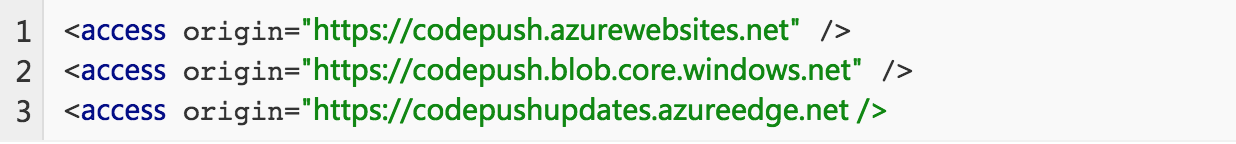 1 <access origin="https://codepush.azurewebsites.net" />
2 <access origin="https://codepush.blob.core.windows.net" />
3 <access origin="https://codepushupdates.azureedge.net />